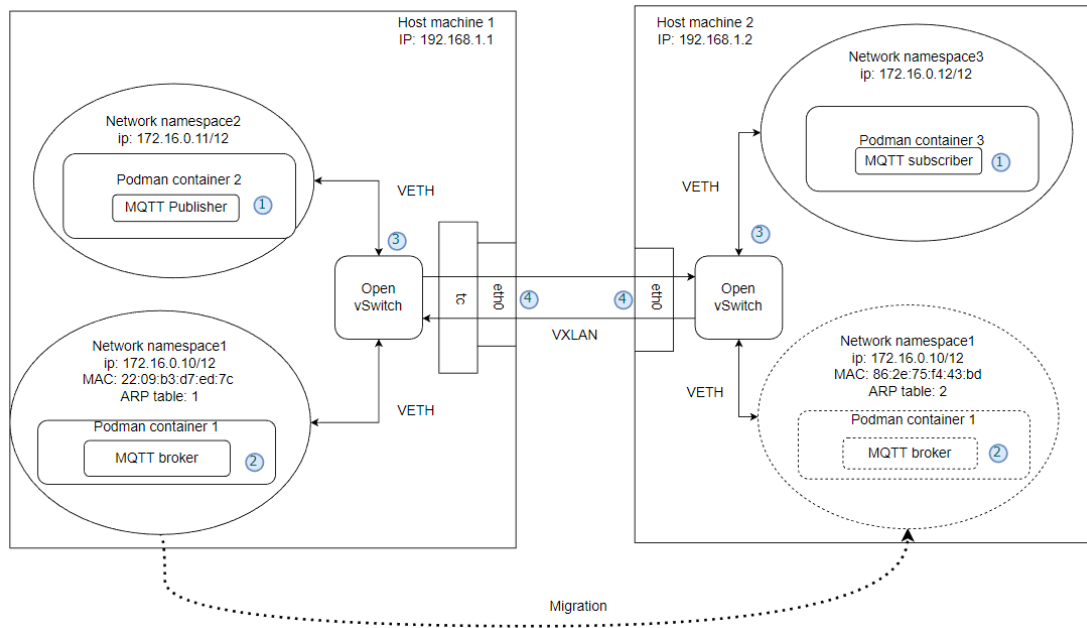 Host machine 1
IP: 192.168.1.1
Network namespace2
ip: 172.16.0.11/12
Podman container 2
MQTT Publisher
1
VETH
3
Open
vSwitch
tc
eth0
4
Network namespace1
ip: 172.16.0.10/12
MAC: 22:09:b3:d7:ed:7c
ARP table: 1
VETH
Podman container 1
MQTT broker
2
VXLAN
Host machine 2
IP: 192.168.1.2
Network namespace3
ip: 172.16.0.12/12
Podman container 3
MQTT subscriber
1
VETH
3
4
eth0
Open
vSwitch
Network namespace1
ip: 172.16.0.10/12
MAC: 86:2e:75:f4:43:bd
ARP table: 2
VETH
Podman container 1
MQTT broker
2
Migration